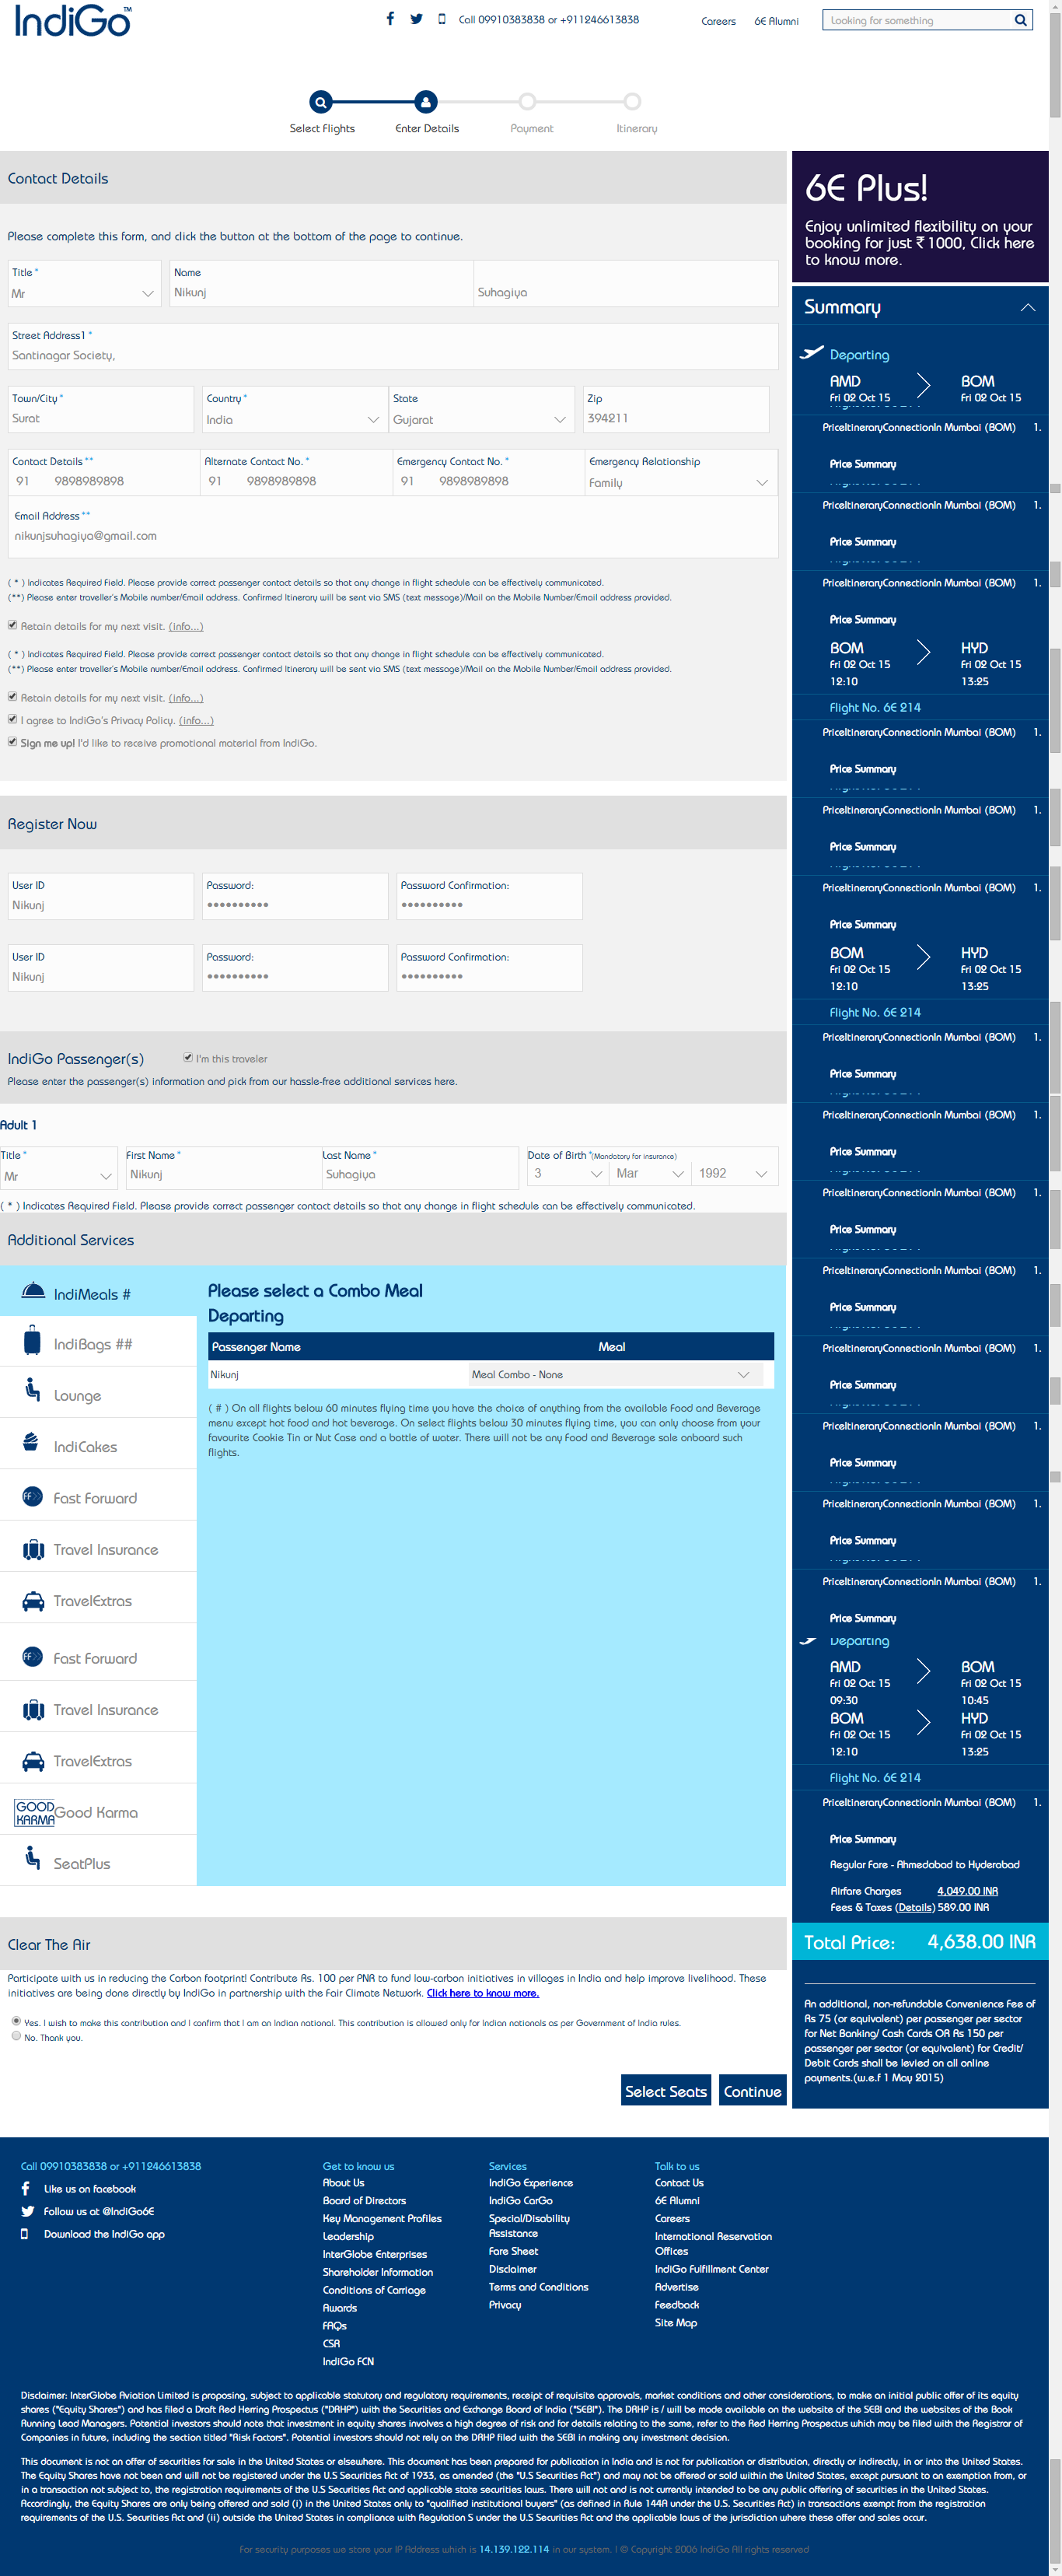 IndiGo™
Call 09910383838 or +911246613838
Careers 6E Alumni
Looking for something
Select Flights Enter Details Payment Itinerary
Contact Details
Please complete this form, and click the button at the bottom of the page to continue.
Title * Name
Mr Nikunj Suhagiya
Street Address1 *
Santinagar Society,
Town/City * Country * State Zip
Surat India Gujarat 394211
Contact Details ** Alternate Contact No. * Emergency Contact No. * Emergency Relationship
91 9898989898 91 9898989898 91 9898989898 Family
Email Address **
nikunjsuhagiya@gmail.com
( * ) Indicates Required Field. Please provide correct passenger contact details so that any change in flight schedule can be effectively communicated.
(**) Please enter traveller's Mobile number/Email address. Confirmed Itinerary will be sent via SMS (text message)/Mail on the Mobile Number/Email address provided.
Retain details for my next visit. (info...)
( * ) Indicates Required Field. Please provide correct passenger contact details so that any change in flight schedule can be effectively communicated.
(**) Please enter traveller's Mobile number/Email address. Confirmed Itinerary will be sent via SMS (text message)/Mail on the Mobile Number/Email address provided.
Retain details for my next visit. (info...)
I agree to IndiGo's Privacy Policy. (info...)
Sign me up! I'd like to receive promotional material from IndiGo.
Register Now
User ID Password: Password Confirmation:
Nikunj ●●●●●●●●●● ●●●●●●●●●●
User ID Password: Password Confirmation:
Nikunj ●●●●●●●●●● ●●●●●●●●●●
IndiGo Passenger(s) I'm this traveler
Please enter the passenger(s) information and pick from our hassle-free additional services here.
Adult 1
Title * First Name * Last Name * Date of Birth *(Mandatory for insurance)
Mr Nikunj Suhagiya 3 Mar 1992
( * ) Indicates Required Field. Please provide correct passenger contact details so that any change in flight schedule can be effectively communicated.
Additional Services
IndiMeals #
IndiBags ##
Lounge
IndiCakes
FF Fast Forward
Travel Insurance
TravelExtras
FF Fast Forward
Travel Insurance
TravelExtras
GOOD KARMA Good Karma
SeatPlus
Please select a Combo Meal
Departing
Passenger Name Meal
Nikunj Meal Combo - None
( # ) On all flights below 60 minutes flying time you have the choice of anything from the available Food and Beverage
menu except hot food and hot beverage. On select flights below 30 minutes flying time, you can only choose from your
favourite Cookie Tin or Nut Case and a bottle of water. There will not be any Food and Beverage sale onboard such
flights.
Clear The Air
Participate with us in reducing the Carbon footprint! Contribute Rs. 100 per PNR to fund low-carbon initiatives in villages in India and help improve livelihood. These
initiatives are being done directly by IndiGo in partnership with the Fair Climate Network. Click here to know more.
Yes. I wish to make this contribution and I confirm that I am an Indian national. This contribution is allowed only for Indian nationals as per Government of India rules.
No. Thank you.
Select Seats Continue
6E Plus!
Enjoy unlimited flexibility on your
booking for just ₹ 1000, Click here
to know more.
Summary
Departing
AMD BOM
Fri 02 Oct 15 Fri 02 Oct 15
PriceItineraryConnectionIn Mumbai (BOM) 1.
Price Summary
PriceItineraryConnectionIn Mumbai (BOM) 1.
Price Summary
PriceItineraryConnectionIn Mumbai (BOM) 1.
Price Summary
BOM HYD
Fri 02 Oct 15 Fri 02 Oct 15
12:10 13:25
Flight No. 6E 214
PriceItineraryConnectionIn Mumbai (BOM) 1.
Price Summary
PriceItineraryConnectionIn Mumbai (BOM) 1.
Price Summary
PriceItineraryConnectionIn Mumbai (BOM) 1.
Price Summary
BOM HYD
Fri 02 Oct 15 Fri 02 Oct 15
12:10 13:25
Flight No. 6E 214
PriceItineraryConnectionIn Mumbai (BOM) 1.
Price Summary
PriceItineraryConnectionIn Mumbai (BOM) 1.
Price Summary
PriceItineraryConnectionIn Mumbai (BOM) 1.
Price Summary
PriceItineraryConnectionIn Mumbai (BOM) 1.
Price Summary
PriceItineraryConnectionIn Mumbai (BOM) 1.
Price Summary
PriceItineraryConnectionIn Mumbai (BOM) 1.
Price Summary
PriceItineraryConnectionIn Mumbai (BOM) 1.
Price Summary
PriceItineraryConnectionIn Mumbai (BOM) 1.
Price Summary
Departing
AMD BOM
Fri 02 Oct 15 Fri 02 Oct 15
09:30 10:45
BOM HYD
Fri 02 Oct 15 Fri 02 Oct 15
12:10 13:25
Flight No. 6E 214
PriceItineraryConnectionIn Mumbai (BOM) 1.
Price Summary
Regular Fare - Ahmedabad to Hyderabad
Airfare Charges 4,049.00 INR
Fees & Taxes (Details) 589.00 INR
Total Price: 4,638.00 INR
An additional, non-refundable Convenience Fee of
Rs 75 (or equivalent) per passenger per sector
for Net Banking/ Cash Cards OR Rs 150 per
passenger per sector (or equivalent) for Credit/
Debit Cards shall be levied on all online
payments.(w.e.f 1 May 2015)
Call 09910383838 or +911246613838
Like us on facebook
Follow us at @IndiGo6E
Download the IndiGo app
Get to know us
About Us
Board of Directors
Key Management Profiles
Leadership
InterGlobe Enterprises
Shareholder Information
Conditions of Carriage
Awards
FAQs
CSR
IndiGo FCN
Services
IndiGo Experience
IndiGo CarGo
Special/Disability
Assistance
Fare Sheet
Disclaimer
Terms and Conditions
Privacy
Talk to us
Contact Us
6E Alumni
Careers
International Reservation
Offices
IndiGo Fulfillment Center
Advertise
Feedback
Site Map
Disclaimer: InterGlobe Aviation Limited is proposing, subject to applicable statutory and regulatory requirements, receipt of requisite approvals, market conditions and other considerations, to make an initial public offer of its equity
shares ("Equity Shares") and has filed a Draft Red Herring Prospectus ("DRHP") with the Securities and Exchange Board of India ("SEBI"). The DRHP is / will be made available on the website of the SEBI and the websites of the Book
Running Lead Managers. Potential investors should note that investment in equity shares involves a high degree of risk and for details relating to the same, refer to the Red Herring Prospectus which may be filed with the Registrar of
Companies in future, including the section titled "Risk Factors". Potential investors should not rely on the DRHP filed with the SEBI in making any investment decision.
This document is not an offer of securities for sale in the United States or elsewhere. This document has been prepared for publication in India and is not for publication or distribution, directly or indirectly, in or into the United States.
The Equity Shares have not been and will not be registered under the U.S Securities Act of 1933, as amended (the "U.S Securities Act") and may not be offered or sold within the United States, except pursuant to an exemption from, or
in a transaction not subject to, the registration requirements of the U.S Securities Act and applicable state securities laws. There will not and is not currently intended to be any public offering of securities in the United States.
Accordingly, the Equity Shares are only being offered and sold (i) in the United States only to "qualified institutional buyers" (as defined in Rule 144A under the U.S. Securities Act) in transactions exempt from the registration
requirements of the U.S. Securities Act and (ii) outside the United States in compliance with Regulation S under the U.S Securities Act and the applicable laws of the jurisdiction where these offer and sales occur.
For security purposes we store your IP Address which is 14.139.122.114 in our system. | © Copyright 2006 IndiGo All rights reserved